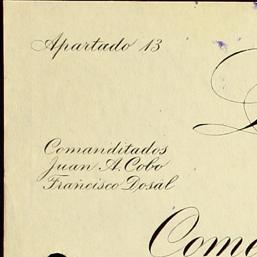 Apartado 13
Comanditados
Juan A. Cobo
Francisco Dosal